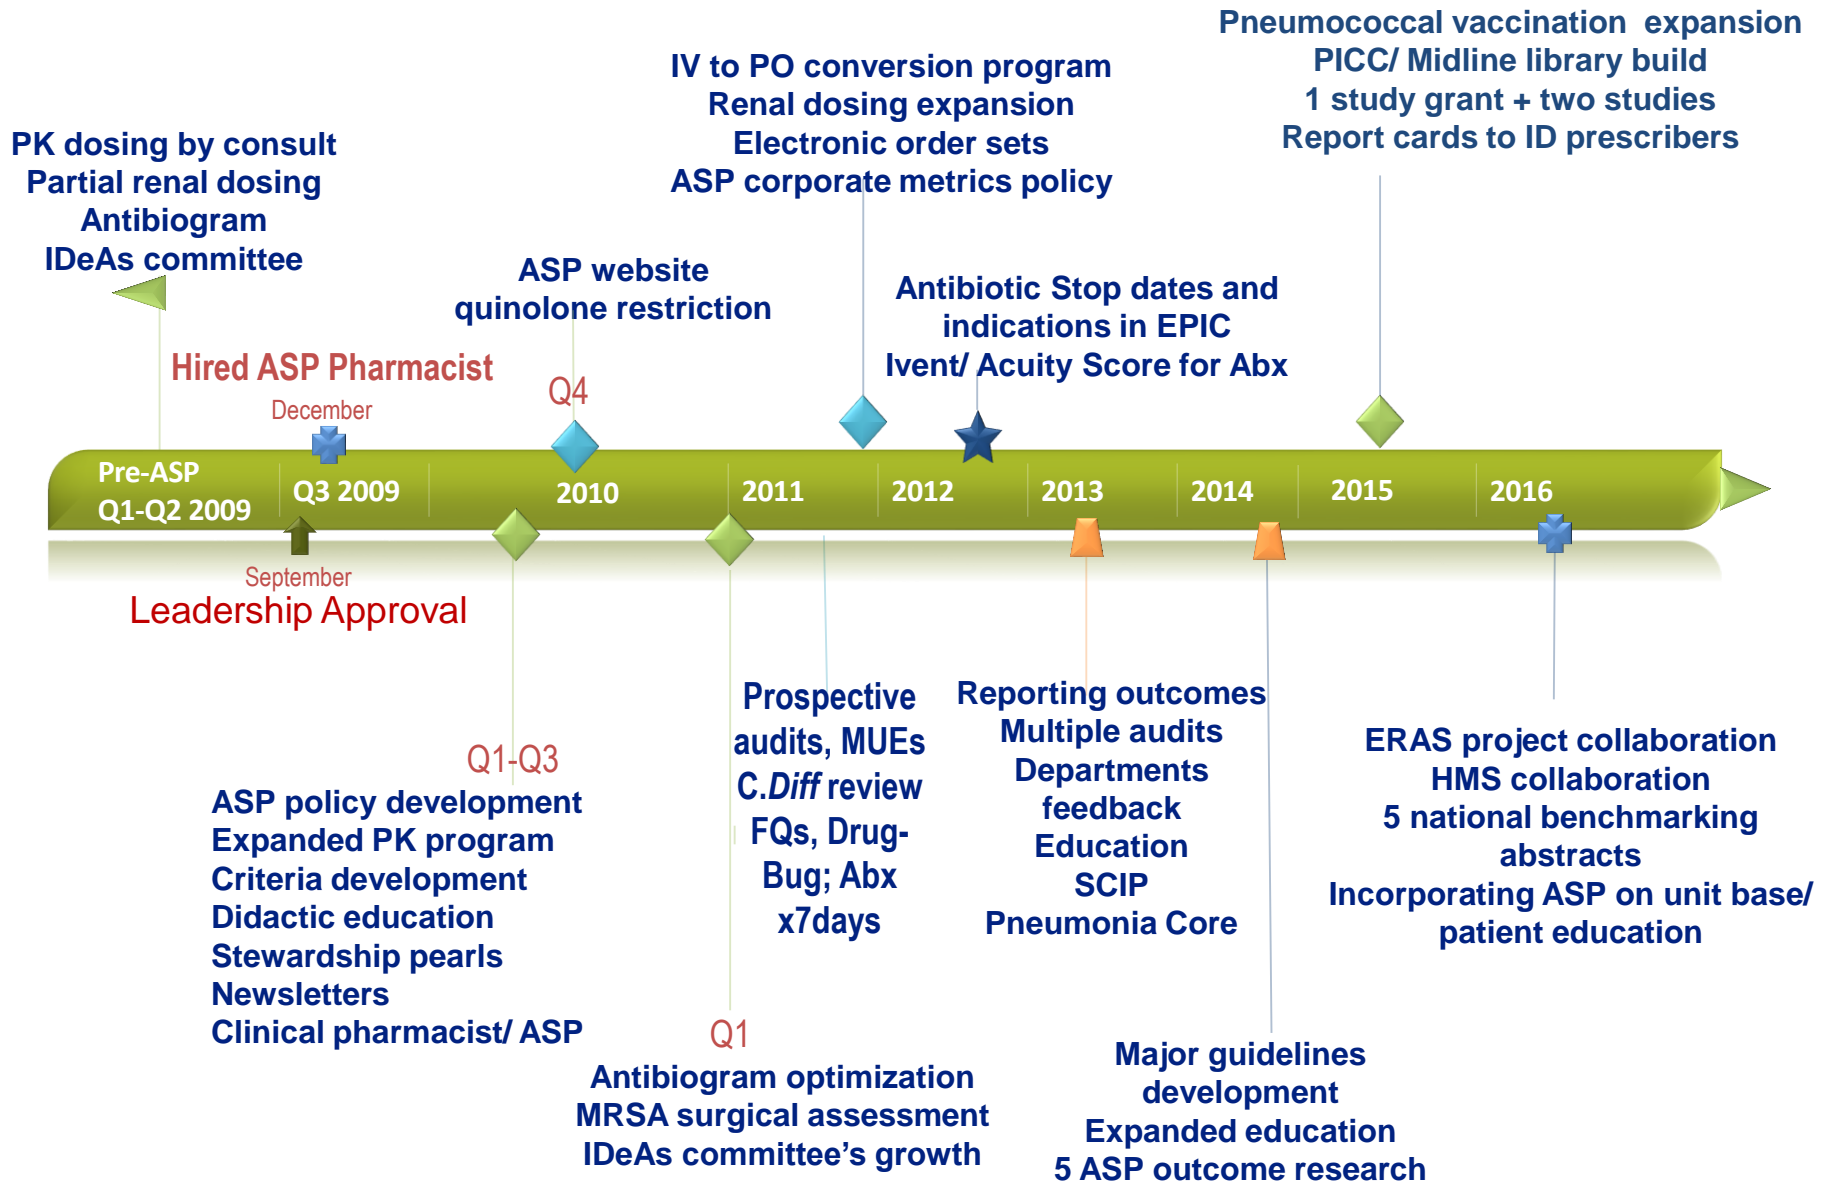 Pneumococcal vaccination expansion
PICC/ Midline library build
1 study grant + two studies
Report cards to ID prescribers
IV to PO conversion program
Renal dosing expansion
Electronic order sets
ASP corporate metrics policy
PK dosing by consult
Partial renal dosing
Antibiogram
IDeAs committee
ASP website
quinolone restriction
Antibiotic Stop dates and
indications in EPIC
Ivent/ Acuity Score for Abx
Hired ASP Pharmacist
December
Q4
Pre-ASP
Q1-Q2 2009
Q3 2009
2010
2011
2012
2013
2014
2015
2016
September
Leadership Approval
Q1-Q3
ASP policy development
Expanded PK program
Criteria development
Didactic education
Stewardship pearls
Newsletters
Clinical pharmacist/ ASP
Prospective
audits, MUEs
C.Diff review
FQs, Drug-
Bug; Abx
x7days
Q1
Antibiogram optimization
MRSA surgical assessment
IDeAs committee’s growth
Reporting outcomes
Multiple audits
Departments
feedback
Education
SCIP
Pneumonia Core
Major guidelines
development
Expanded education
5 ASP outcome research
ERAS project collaboration
HMS collaboration
5 national benchmarking
abstracts
Incorporating ASP on unit base/
patient education